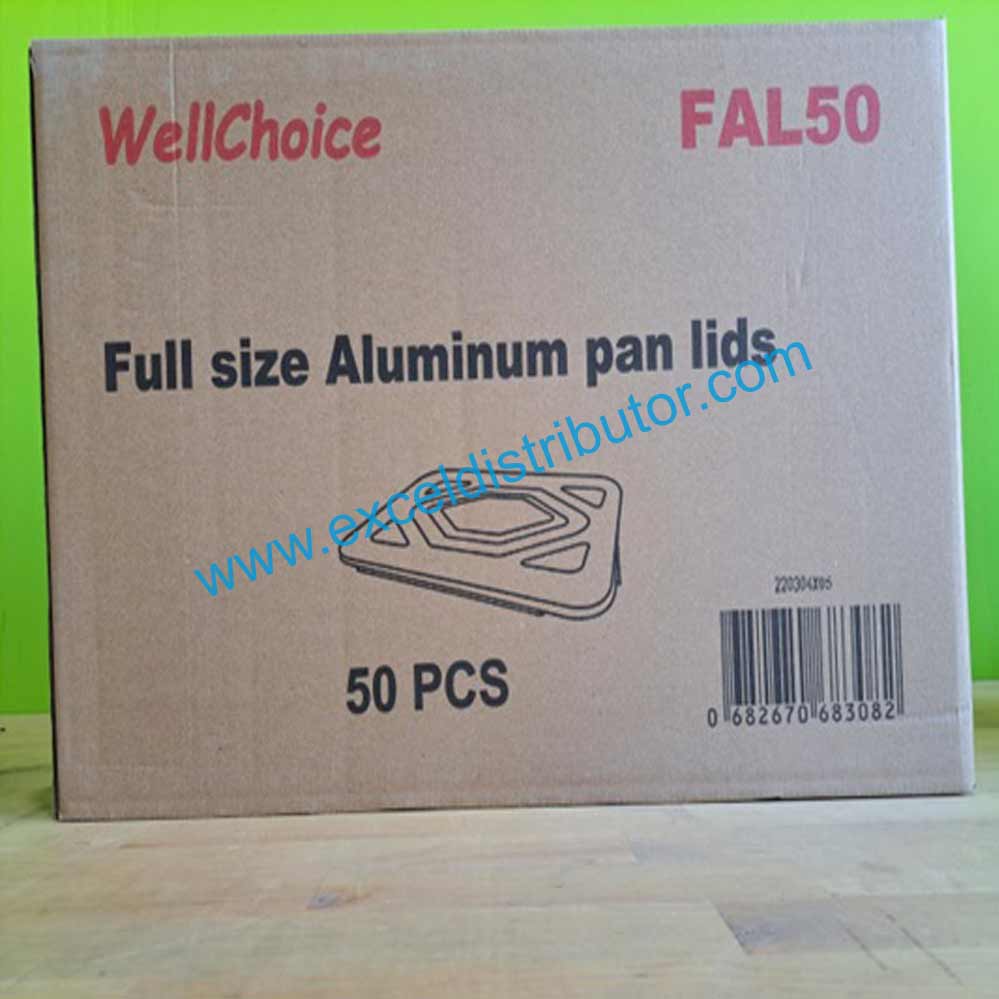 WellChoice
FAL50
Full size Aluminum pan lids
www.exceldistributor.com
220304X05
50 PCS
0 682670 683082